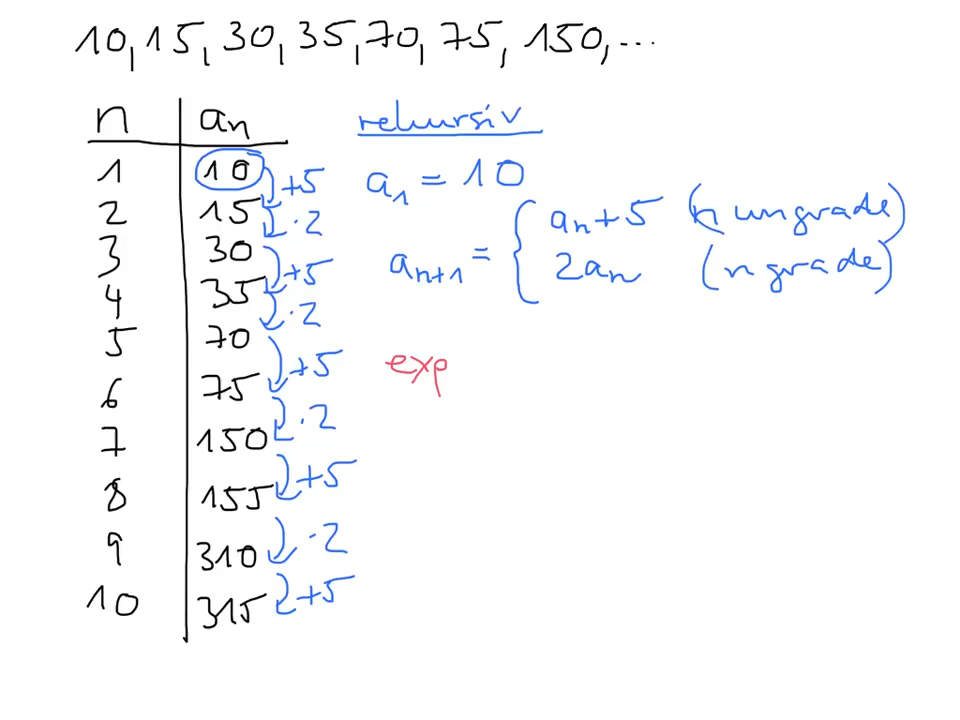 10, 15, 30, 35, 70, 75, 150, ...
n an rekursiv
1 10 +5 a1 = 10
2 15 ·2 an+5 (n ungrade)
an+1 = {
3 30 +5 2an (n grade)
4 35 ·2
5 70 +5 exp
6 75 ·2
7 150 +5
8 155 ·2
9 310 +5
10 315